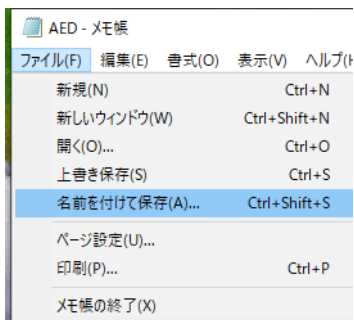 AED - メモ帳
ファイル(F) 編集(E) 書式(O) 表示(V) ヘルプ(H
新規(N) Ctrl+N
新しいウィンドウ(W) Ctrl+Shift+N
開く(O)... Ctrl+O
上書き保存(S) Ctrl+S
名前を付けて保存(A)... Ctrl+Shift+S
ページ設定(U)...
印刷(P)... Ctrl+P
メモ帳の終了(X)